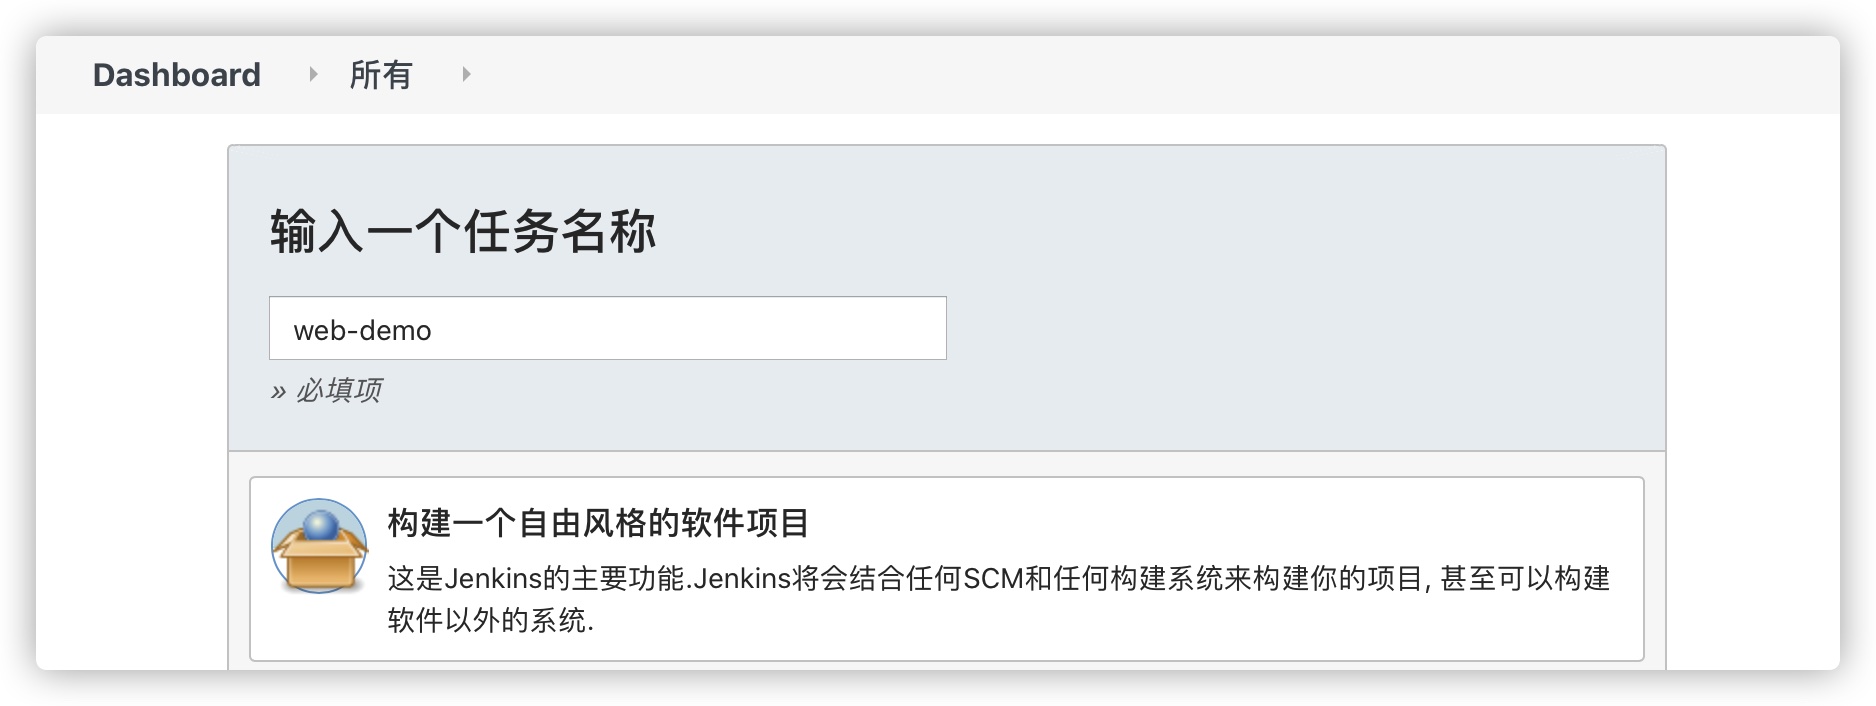 Dashboard 所有
输入一个任务名称
web-demo
» 必填项
构建一个自由风格的软件项目
这是Jenkins的主要功能.Jenkins将会结合任何SCM和任何构建系统来构建你的项目, 甚至可以构建
软件以外的系统.